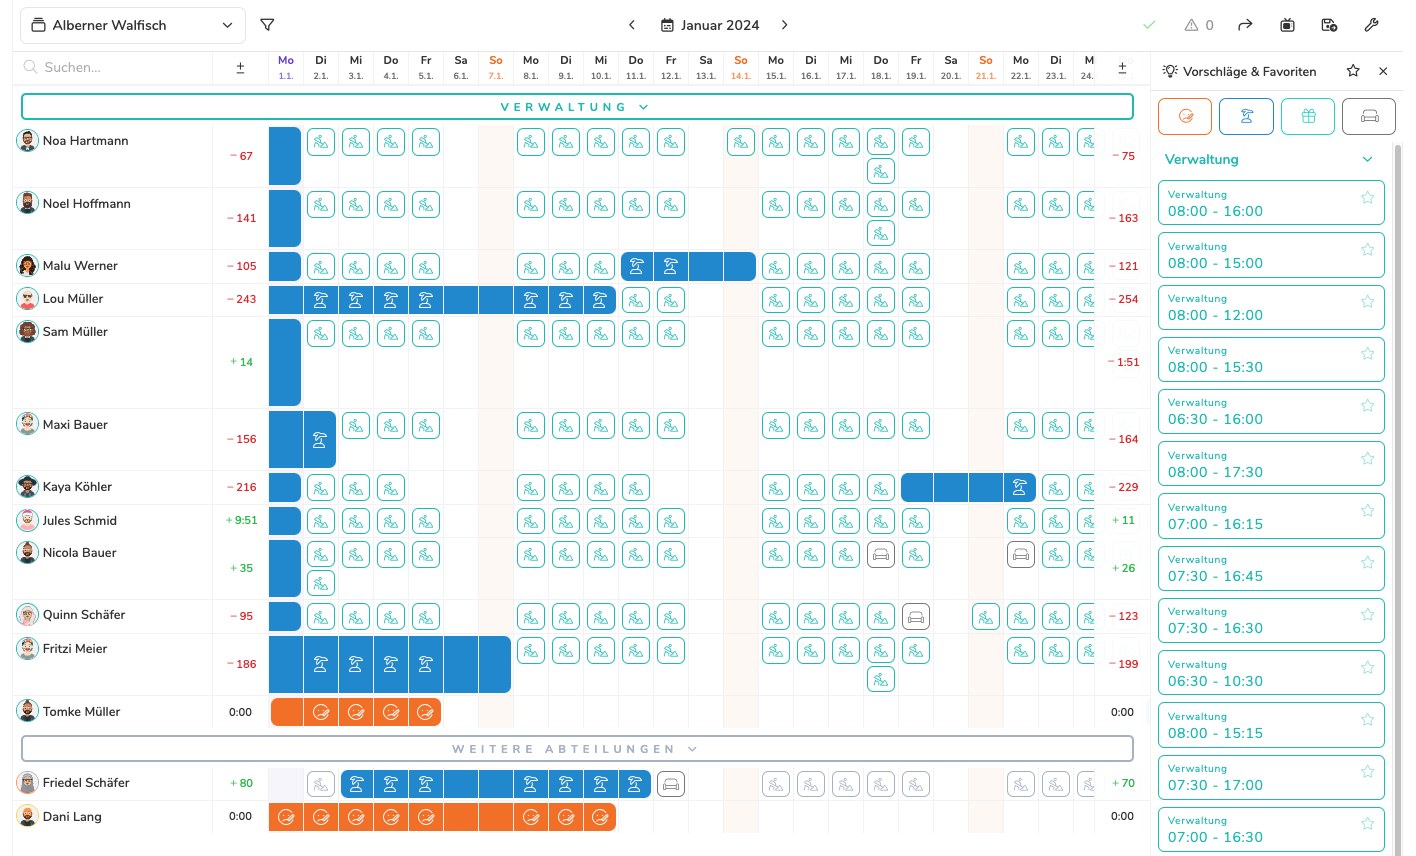 Alberner Walfisch
Januar 2024
0
Suchen...
±
Mo Di Mi Do Fr Sa So Mo Di Mi Do Fr Sa So Mo Di Mi Do Fr Sa So Mo Di M
1.1. 2.1. 3.1. 4.1. 5.1. 6.1. 7.1. 8.1. 9.1. 10.1. 11.1. 12.1. 13.1. 14.1. 15.1. 16.1. 17.1. 18.1. 19.1. 20.1. 21.1. 22.1. 23.1. 24.
±
VERWALTUNG
Noa Hartmann − 67 − 75
Noel Hoffmann − 141 − 163
Malu Werner − 105 − 121
Lou Müller − 243 − 254
Sam Müller + 14 − 1:51
Maxi Bauer − 156 − 164
Kaya Köhler − 216 − 229
Jules Schmid + 9:51 + 11
Nicola Bauer + 35 + 26
Quinn Schäfer − 95 − 123
Fritzi Meier − 186 − 199
Tomke Müller 0:00 0:00
WEITERE ABTEILUNGEN
Friedel Schäfer + 80 + 70
Dani Lang 0:00 0:00
Vorschläge & Favoriten
Verwaltung
Verwaltung
08:00 - 16:00
Verwaltung
08:00 - 15:00
Verwaltung
08:00 - 12:00
Verwaltung
08:00 - 15:30
Verwaltung
06:30 - 16:00
Verwaltung
08:00 - 17:30
Verwaltung
07:00 - 16:15
Verwaltung
07:30 - 16:45
Verwaltung
07:30 - 16:30
Verwaltung
06:30 - 10:30
Verwaltung
08:00 - 15:15
Verwaltung
07:30 - 17:00
Verwaltung
07:00 - 16:30